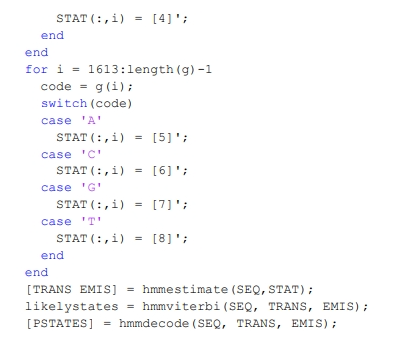 STAT(:,i) = [4]';
end
end
for i = 1613:length(g)-1
code = g(i);
switch(code)
case 'A'
STAT(:,i) = [5]';
case 'C'
STAT(:,i) = [6]';
case 'G'
STAT(:,i) = [7]';
case 'T'
STAT(:,i) = [8]';
end
end
[TRANS EMIS] = hmmestimate(SEQ,STAT);
likelystates = hmmviterbi(SEQ, TRANS, EMIS);
[PSTATES] = hmmdecode(SEQ, TRANS, EMIS);